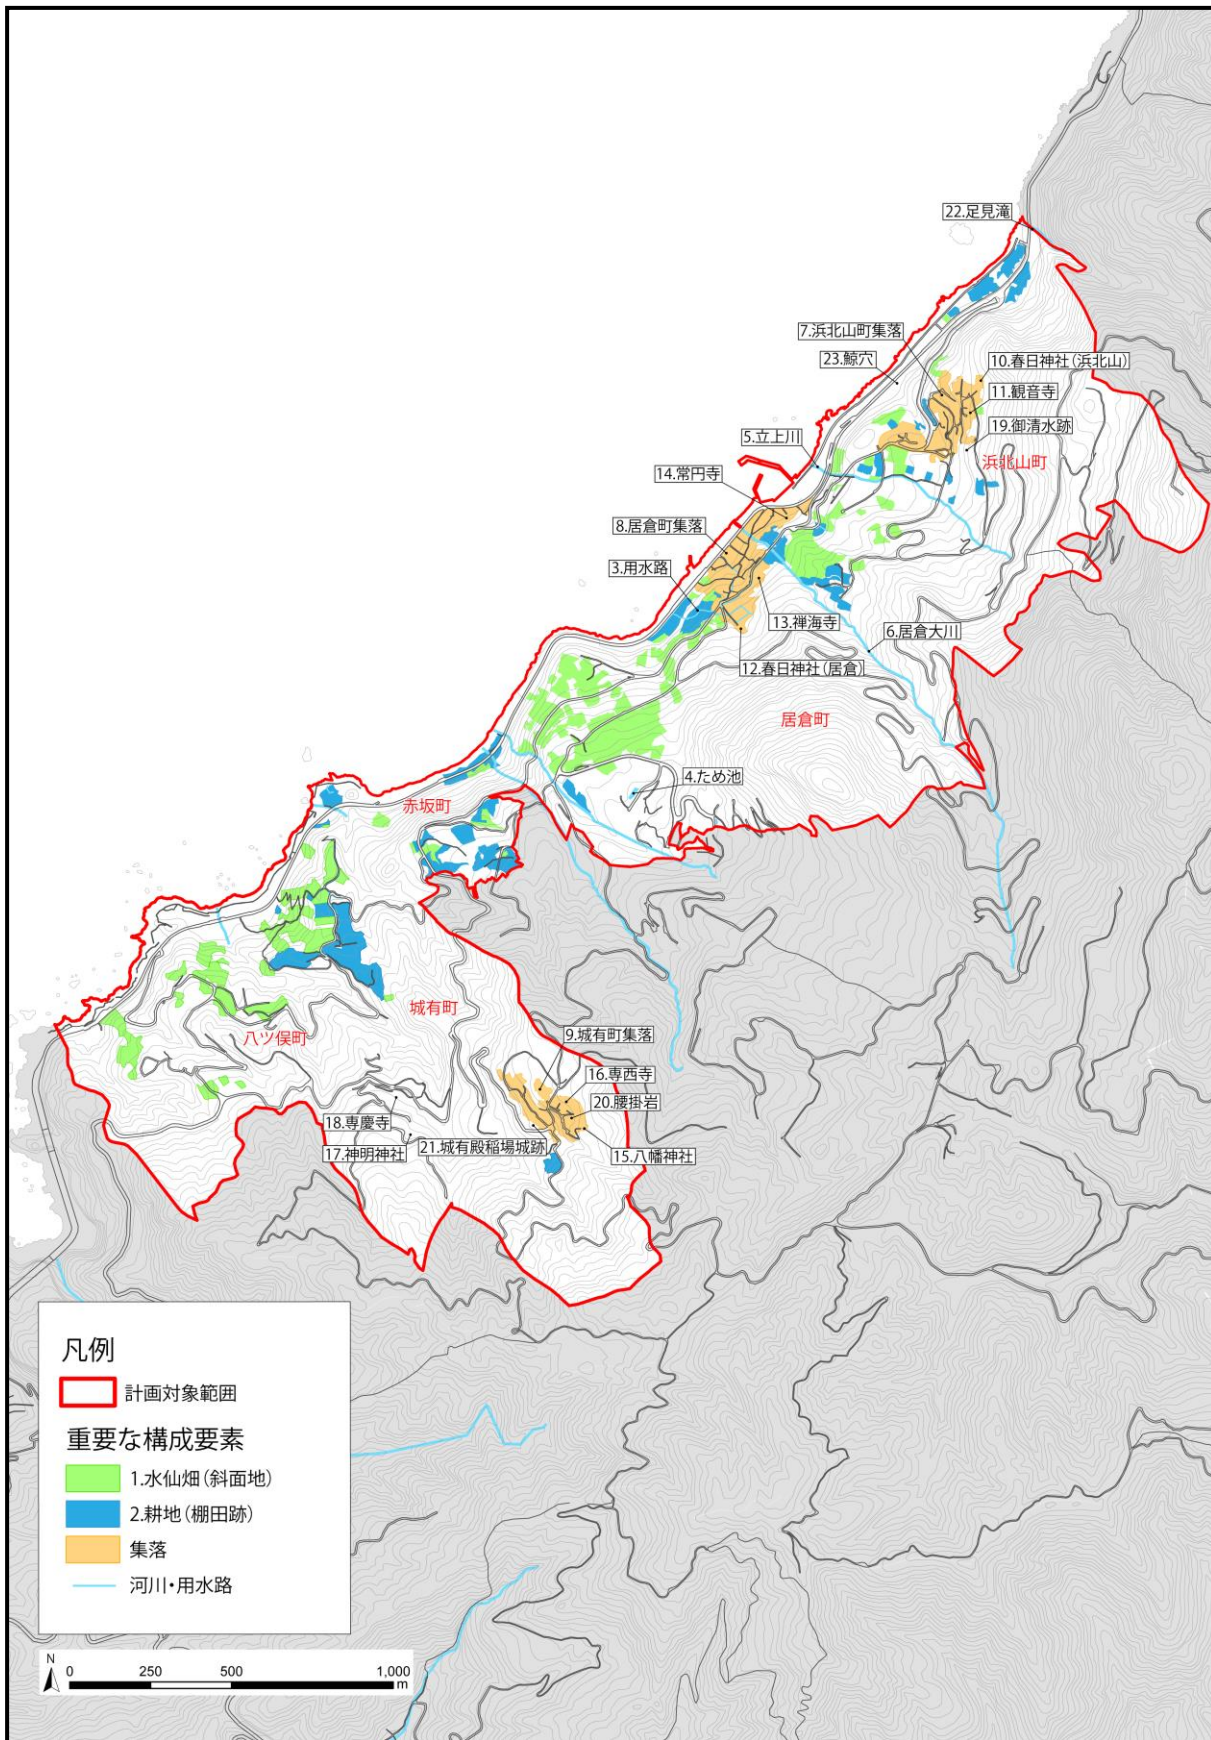 22.足見滝
7.浜北山町集落
23.鯨穴
10.春日神社(浜北山)
11.観音寺
19.御清水跡
5.立上川
浜北山町
14.常円寺
8.居倉町集落
3.用水路
13.禅海寺
6.居倉大川
12.春日神社(居倉)
居倉町
4.ため池
赤坂町
城有町
八ツ俣町
9.城有町集落
16.専西寺
20.腰掛岩
18.専慶寺
17.神明神社
21.城有殿稲場城跡
15.八幡神社
凡例
計画対象範囲
重要な構成要素
1.水仙畑(斜面地)
2.耕地(棚田跡)
集落
河川・用水路
N
0 250 500 1,000
m